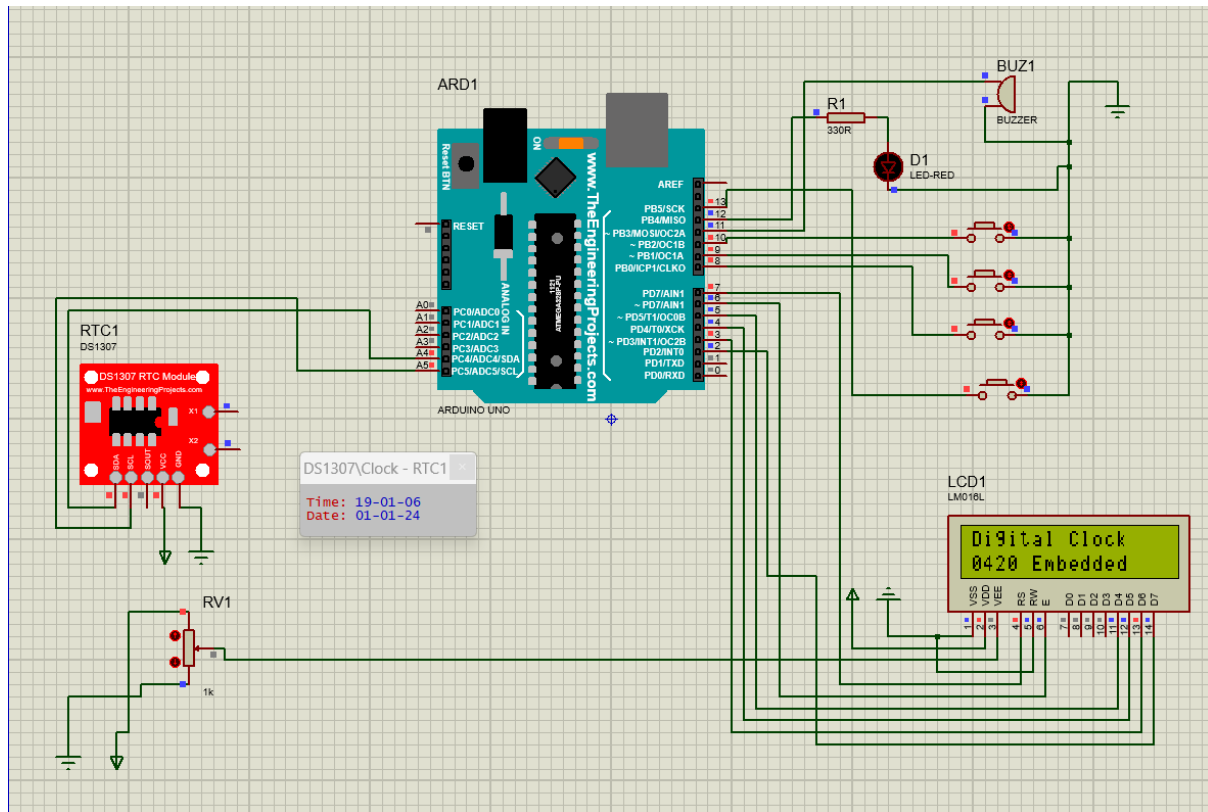 ARD1
Reset BTN
ON
www.TheEngineeringProjects.com
1121
ATMEGA328P-PU
ANALOG IN
RESET
A0
A1
A2
A3
A4
A5
PC0/ADC0
PC1/ADC1
PC2/ADC2
PC3/ADC3
PC4/ADC4/SDA
PC5/ADC5/SCL
AREF
PB5/SCK
PB4/MISO
~ PB3/MOSI/OC2A
~ PB2/OC1B
~ PB1/OC1A
PB0/ICP1/CLKO
PD7/AIN1
~ PD7/AIN1
~ PD5/T1/OC0B
PD4/T0/XCK
~ PD3/INT1/OC2B
PD2/INT0
PD1/TXD
PD0/RXD
13
12
11
10
9
8
7
6
5
4
3
2
1
0
ARDUINO UNO
BUZ1
BUZZER
R1
330R
D1
LED-RED
RTC1
DS1307
DS1307 RTC Module
www.TheEngineeringProjects.com
X1
X2
SDA
SCL
SOUT
VCC
GND
DS1307\Clock - RTC1
Time: 19-01-06
Date: 01-01-24
RV1
1k
LCD1
LM016L
Digital Clock
0420 Embedded
VSS
VDD
VEE
RS
RW
E
D0
D1
D2
D3
D4
D5
D6
D7
1
2
3
4
5
6
7
8
9
10
11
12
13
14